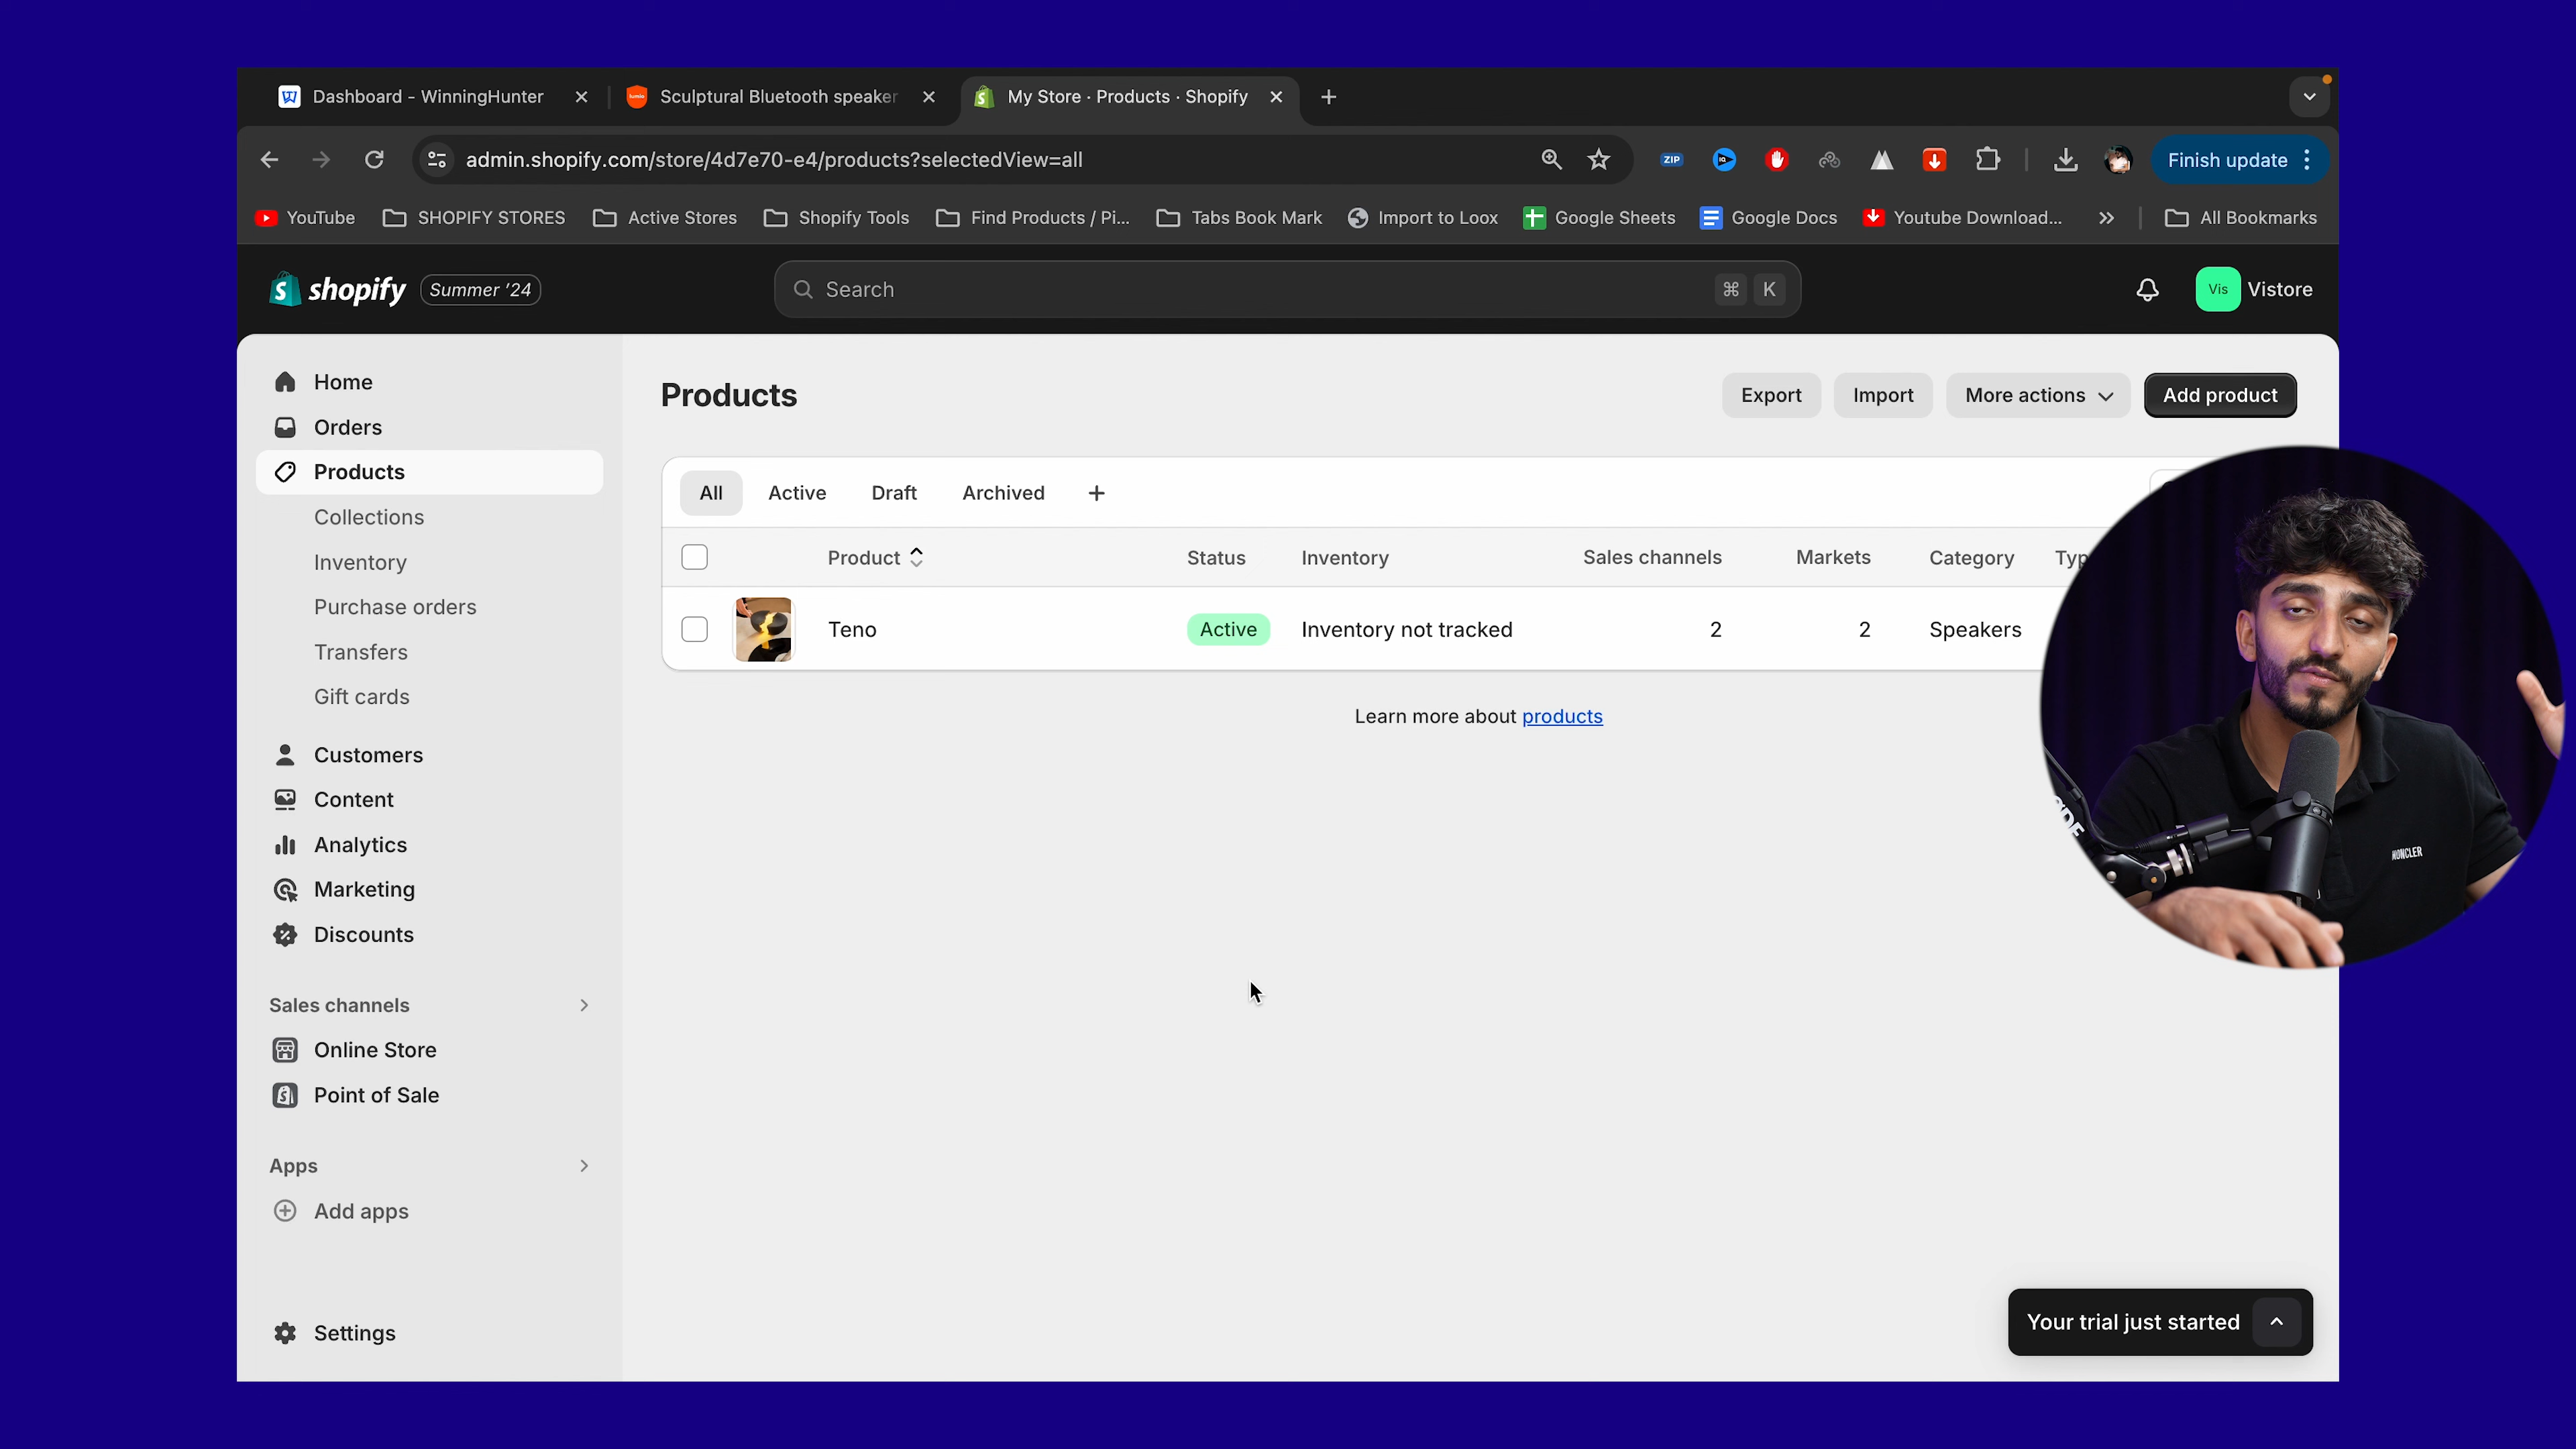 Dashboard - WinningHunter
Sculptural Bluetooth speaker
My Store · Products · Shopify
admin.shopify.com/store/4d7e70-e4/products?selectedView=all
ZIP
Finish update
YouTube
SHOPIFY STORES
Active Stores
Shopify Tools
Find Products / Pi...
Tabs Book Mark
Import to Loox
Google Sheets
Google Docs
Youtube Download...
All Bookmarks
shopify
Summer '24
Search
⌘ K
Vis
Vistore
Home
Orders
Products
Collections
Inventory
Purchase orders
Transfers
Gift cards
Customers
Content
Analytics
Marketing
Discounts
Sales channels
Online Store
Point of Sale
Apps
Add apps
Settings
Products
Export
Import
More actions
Add product
All
Active
Draft
Archived
Product
Status
Inventory
Sales channels
Markets
Category
Typ
Teno
Active
Inventory not tracked
2
2
Speakers
Learn more about products
MONCLER
Your trial just started